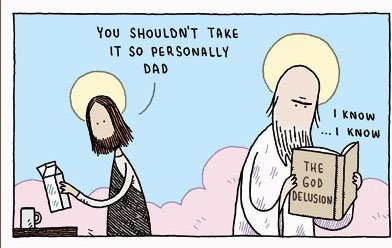 YOU SHOULDN'T TAKE
IT SO PERSONALLY
DAD
I KNOW
...I KNOW
THE
GOD
DELUSION